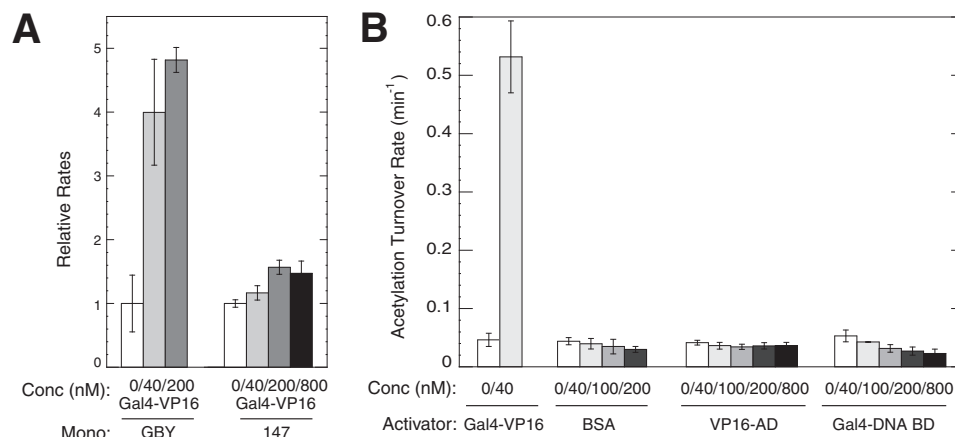 A
Relative Rates
5
4
3
2
1
0
Conc (nM): 0/40/200 0/40/200/800
Gal4-VP16 Gal4-VP16
Mono: GBY 147
B
Acetylation Turnover Rate (min-1)
0.6
0.5
0.4
0.3
0.2
0.1
0
Conc (nM): 0/40 0/40/100/200 0/40/100/200/800 0/40/100/200/800
Activator: Gal4-VP16 BSA VP16-AD Gal4-DNA BD